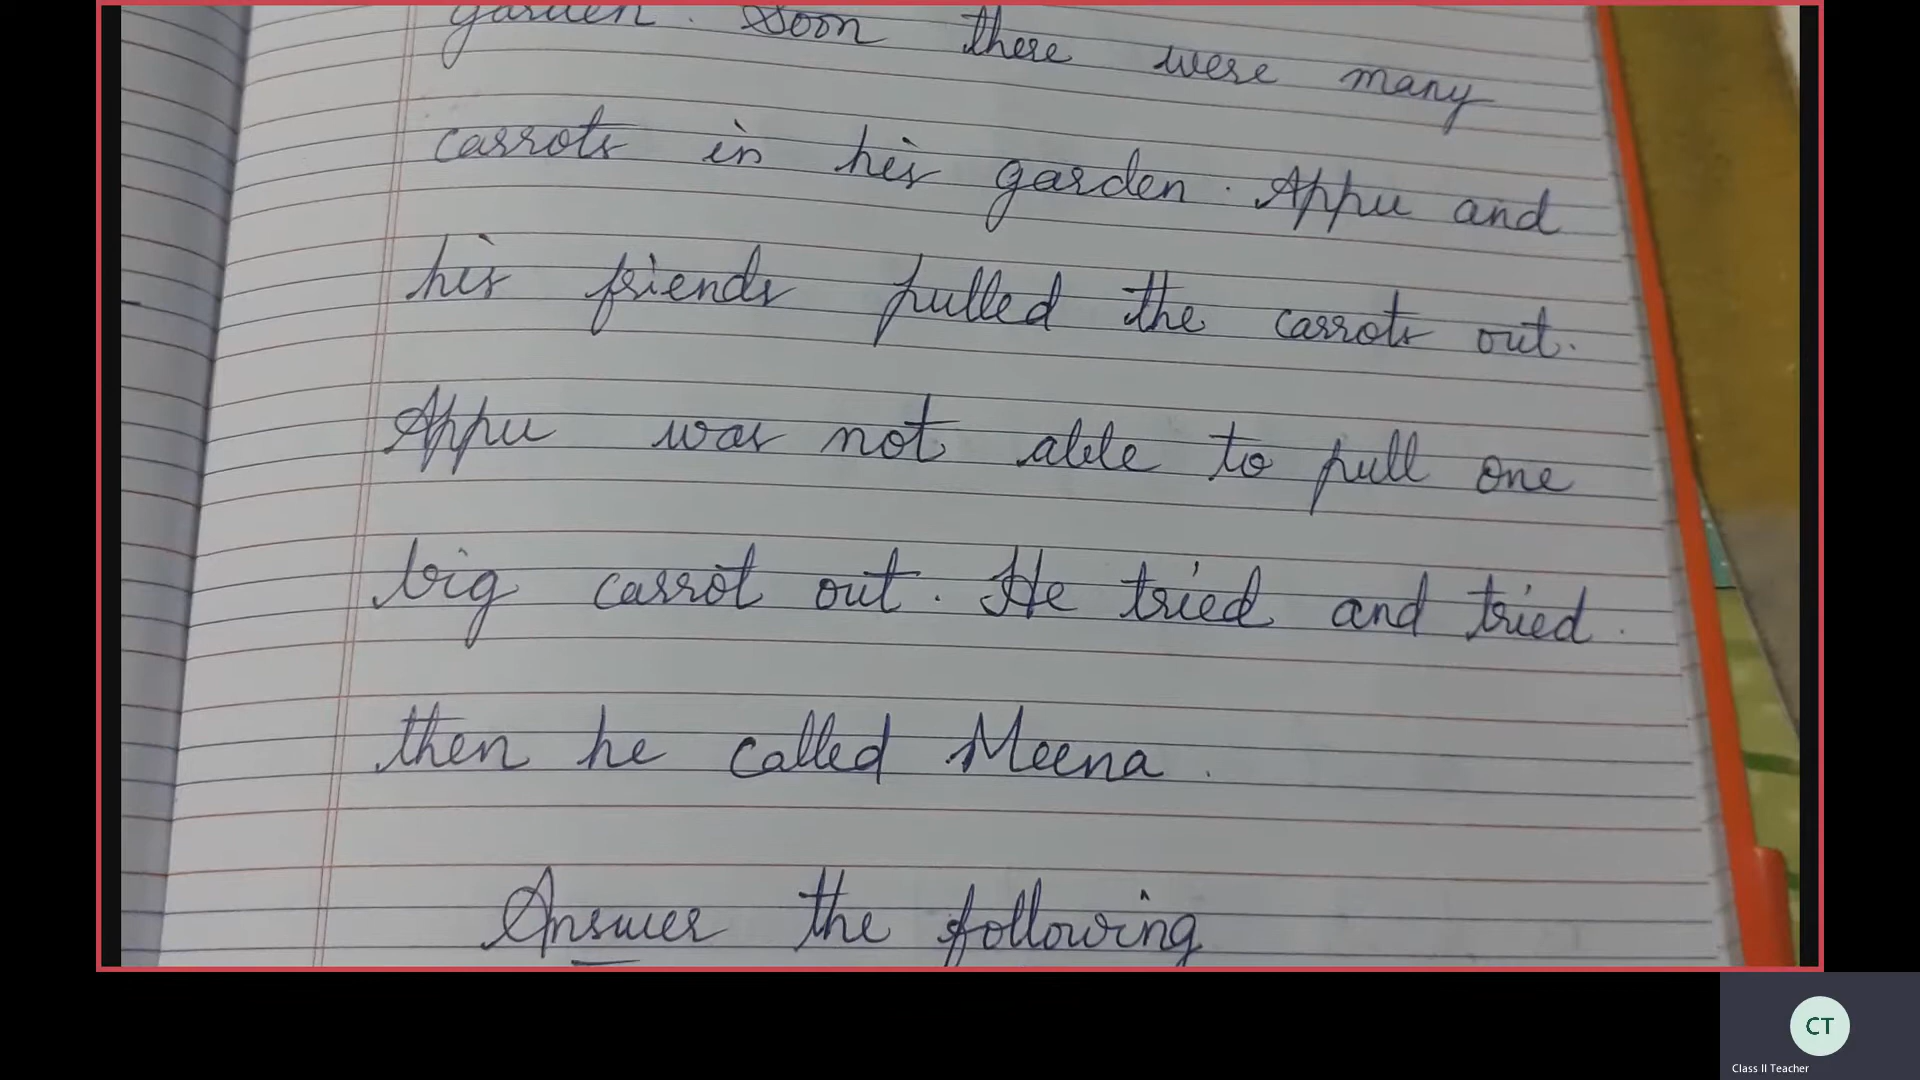 garden. Soon there were many
carrots in his garden. Appu and
his friends pulled the carrots out.
Appu was not able to pull one
big carrot out. He tried and tried.
then he called Meena.
Answer the following
CT
Class II Teacher